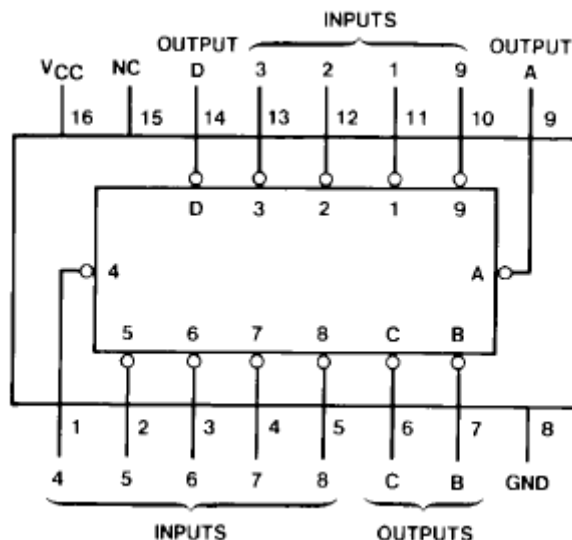 INPUTS
OUTPUT OUTPUT
VCC NC D 3 2 1 9 A
16 15 14 13 12 11 10 9
D 3 2 1 9
4 A
5 6 7 8 C B
1 2 3 4 5 6 7 8
4 5 6 7 8 C B GND
INPUTS OUTPUTS